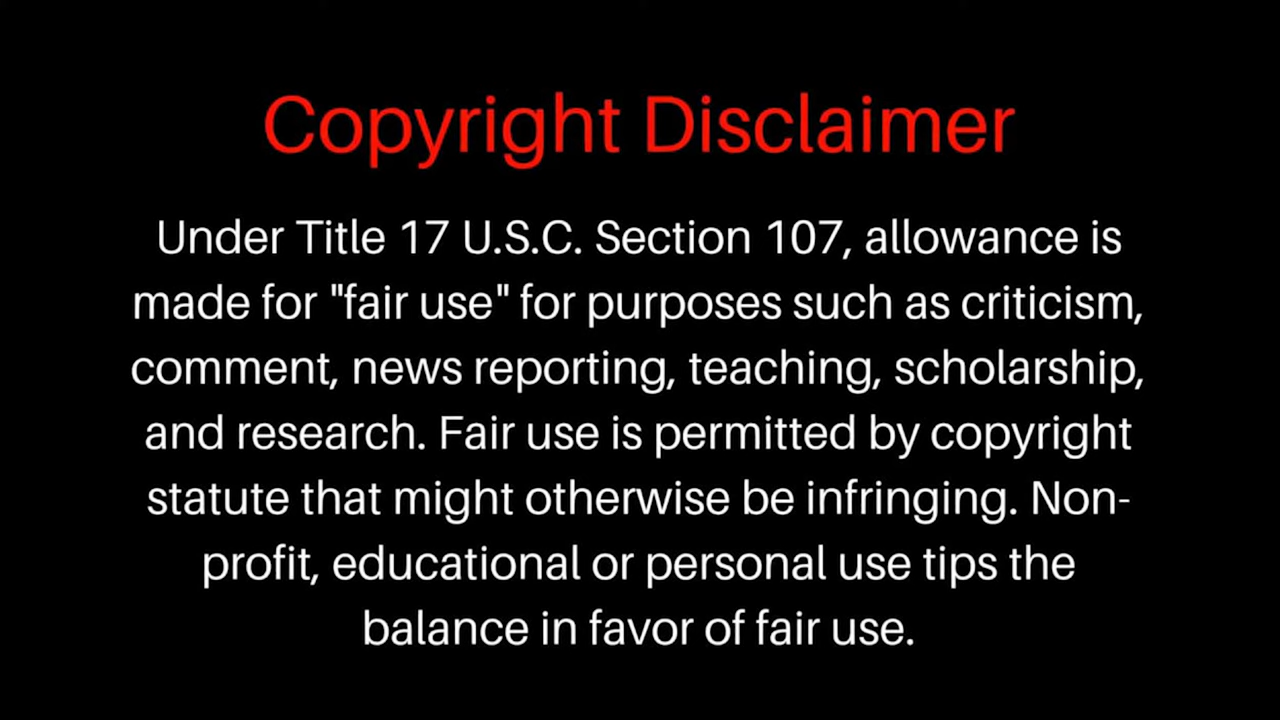 Copyright Disclaimer
Under Title 17 U.S.C. Section 107, allowance is
made for "fair use" for purposes such as criticism,
comment, news reporting, teaching, scholarship,
and research. Fair use is permitted by copyright
statute that might otherwise be infringing. Non-
profit, educational or personal use tips the
balance in favor of fair use.